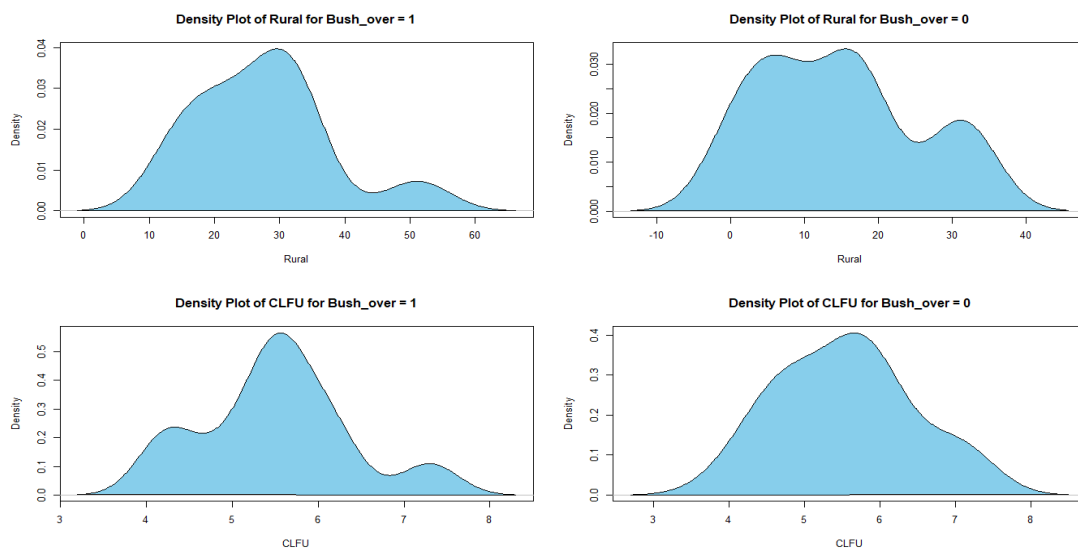 Density Plot of Rural for Bush_over = 1
Density
0.00 0.01 0.02 0.03 0.04
0 10 20 30 40 50 60
Rural
Density Plot of Rural for Bush_over = 0
Density
0.000 0.010 0.020 0.030
-10 0 10 20 30 40
Rural
Density Plot of CLFU for Bush_over = 1
Density
0.0 0.1 0.2 0.3 0.4 0.5
3 4 5 6 7 8
CLFU
Density Plot of CLFU for Bush_over = 0
Density
0.0 0.1 0.2 0.3 0.4
3 4 5 6 7 8
CLFU